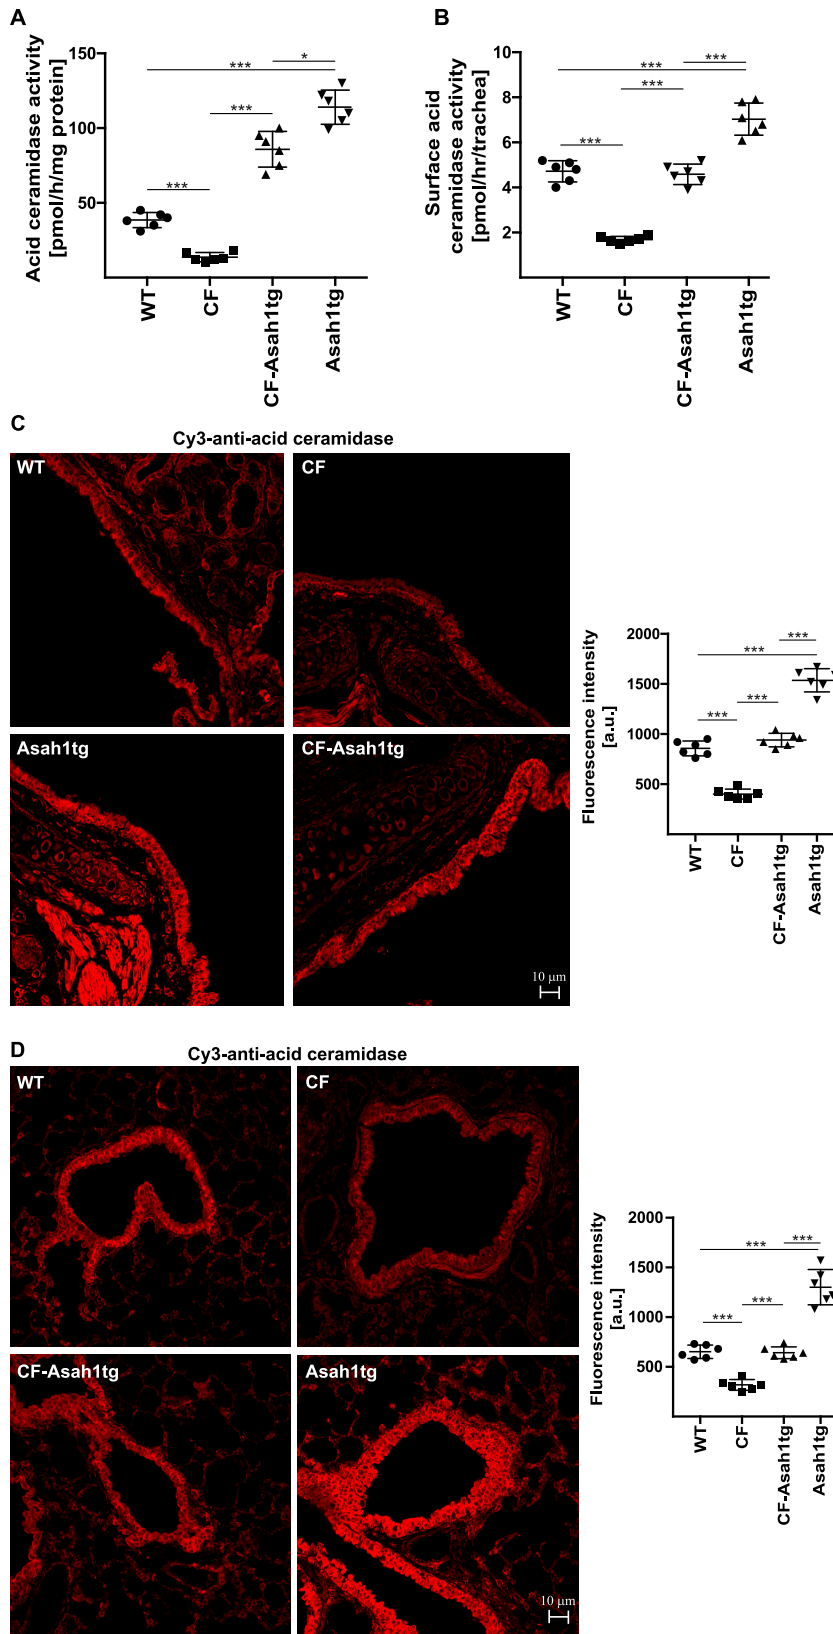 A
Acid ceramidase activity
[pmol/h/mg protein]
150
100
50
***
***
***
*
WT
CF
CF-Asah1tg
Asah1tg
B
Surface acid
ceramidase activity
[pmol/hr/trachea]
10
8
6
4
2
***
***
***
***
WT
CF
CF-Asah1tg
Asah1tg
C
Cy3-anti-acid ceramidase
WT
CF
Asah1tg
CF-Asah1tg
10 μm
Fluorescence intensity
[a.u.]
2000
1500
1000
500
***
***
***
***
WT
CF
CF-Asah1tg
Asah1tg
D
Cy3-anti-acid ceramidase
WT
CF
CF-Asah1tg
Asah1tg
10 μm
Fluorescence intensity
[a.u.]
2000
1500
1000
500
***
***
***
***
WT
CF
CF-Asah1tg
Asah1tg